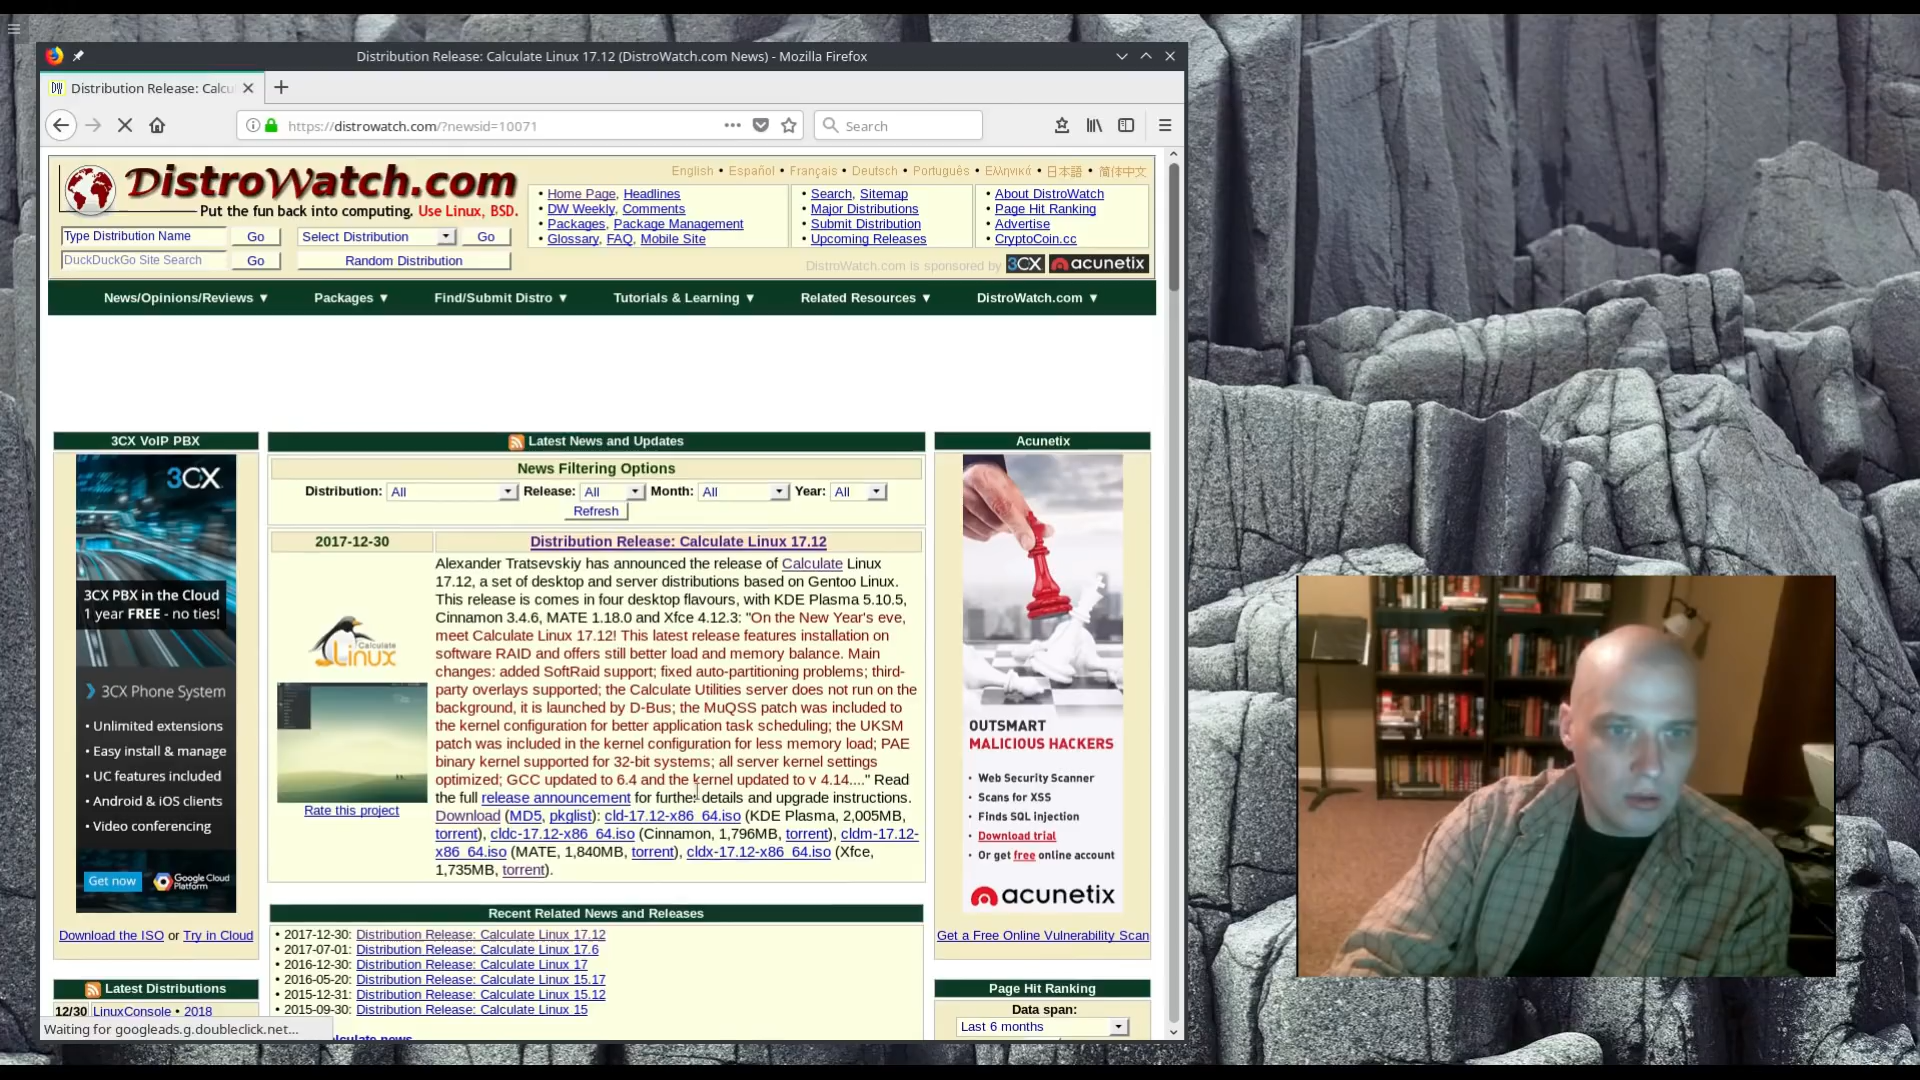 Distribution Release: Calculate Linux 17.12 (DistroWatch.com News) - Mozilla Firefox
DW Distribution Release: Calcu
https://distrowatch.com/?newsid=10071
Search
DistroWatch.com
Put the fun back into computing. Use Linux, BSD.
English • Español • Français • Deutsch • Português • Ελληνικά • 日本語 • 简体中文
• Home Page, Headlines
• DW Weekly, Comments
• Packages, Package Management
• Glossary, FAQ, Mobile Site
• Search, Sitemap
• Major Distributions
• Submit Distribution
• Upcoming Releases
• About DistroWatch
• Page Hit Ranking
• Advertise
• CryptoCoin.cc
Type Distribution Name Go Select Distribution Go
DuckDuckGo Site Search Go Random Distribution
DistroWatch.com is sponsored by 3CX acunetix
News/Opinions/Reviews ▼ Packages ▼ Find/Submit Distro ▼ Tutorials & Learning ▼ Related Resources ▼ DistroWatch.com ▼
3CX VoIP PBX
3CX
3CX PBX in the Cloud
1 year FREE - no ties!
3CX Phone System
• Unlimited extensions
• Easy install & manage
• UC features included
• Android & iOS clients
• Video conferencing
Get now Google Cloud Platform
Download the ISO or Try in Cloud
Latest Distributions
12/30 LinuxConsole • 2018
Latest News and Updates
News Filtering Options
Distribution: All Release: All Month: All Year: All
Refresh
2017-12-30 Distribution Release: Calculate Linux 17.12
Calculate
Linux
Rate this project
Alexander Tratsevskiy has announced the release of Calculate Linux
17.12, a set of desktop and server distributions based on Gentoo Linux.
This release is comes in four desktop flavours, with KDE Plasma 5.10.5,
Cinnamon 3.4.6, MATE 1.18.0 and Xfce 4.12.3: "On the New Year's eve,
meet Calculate Linux 17.12! This latest release features installation on
software RAID and offers still better load and memory balance. Main
changes: added SoftRaid support; fixed auto-partitioning problems; third-
party overlays supported; the Calculate Utilities server does not run on the
background, it is launched by D-Bus; the MuQSS patch was included to
the kernel configuration for better application task scheduling; the UKSM
patch was included in the kernel configuration for less memory load; PAE
binary kernel supported for 32-bit systems; all server kernel settings
optimized; GCC updated to 6.4 and the kernel updated to v 4.14...." Read
the full release announcement for further details and upgrade instructions.
Download (MD5, pkglist): cld-17.12-x86_64.iso (KDE Plasma, 2,005MB,
torrent), cldc-17.12-x86_64.iso (Cinnamon, 1,796MB, torrent), cldm-17.12-
x86_64.iso (MATE, 1,840MB, torrent), cldx-17.12-x86_64.iso (Xfce,
1,735MB, torrent).
Recent Related News and Releases
• 2017-12-30: Distribution Release: Calculate Linux 17.12
• 2017-07-01: Distribution Release: Calculate Linux 17.6
• 2016-12-30: Distribution Release: Calculate Linux 17
• 2016-05-20: Distribution Release: Calculate Linux 15.17
• 2015-12-31: Distribution Release: Calculate Linux 15.12
• 2015-09-30: Distribution Release: Calculate Linux 15
Acunetix
OUTSMART
MALICIOUS HACKERS
• Web Security Scanner
• Scans for XSS
• Finds SQL injection
• Download trial
• Or get free online account
acunetix
Get a Free Online Vulnerability Scan
Page Hit Ranking
Data span:
Last 6 months
Waiting for googleads.g.doubleclick.net...